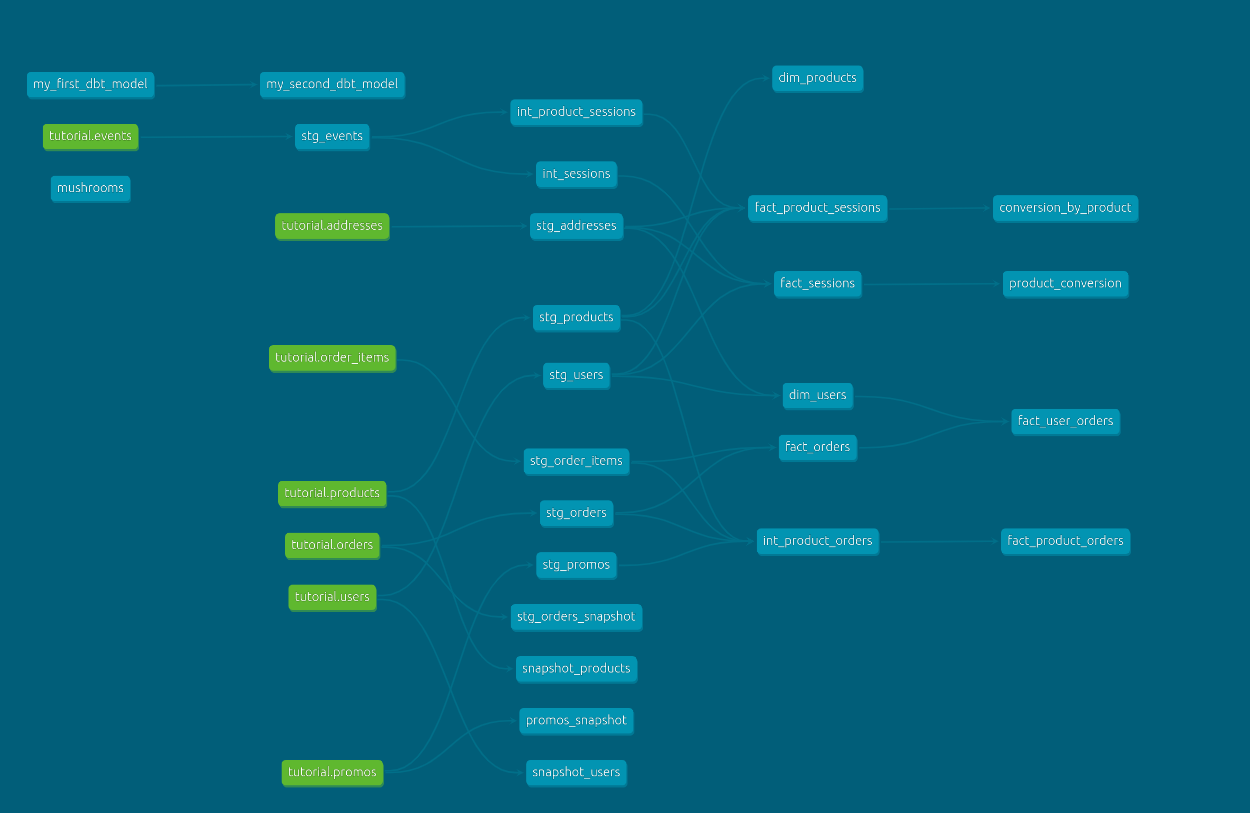 my_first_dbt_model
my_second_dbt_model
tutorial.events
stg_events
mushrooms
tutorial.addresses
tutorial.order_items
tutorial.products
tutorial.orders
tutorial.users
tutorial.promos
int_product_sessions
int_sessions
stg_addresses
stg_products
stg_users
stg_order_items
stg_orders
stg_promos
stg_orders_snapshot
snapshot_products
promos_snapshot
snapshot_users
dim_products
fact_product_sessions
fact_sessions
dim_users
fact_orders
int_product_orders
conversion_by_product
product_conversion
fact_user_orders
fact_product_orders